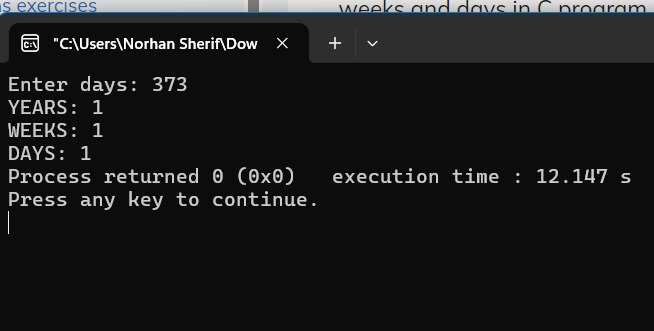 as exercises
weeks and days in C program
"C:\Users\Norhan Sherif\Dow
Enter days: 373
YEARS: 1
WEEKS: 1
DAYS: 1
Process returned 0 (0x0)   execution time : 12.147 s
Press any key to continue.